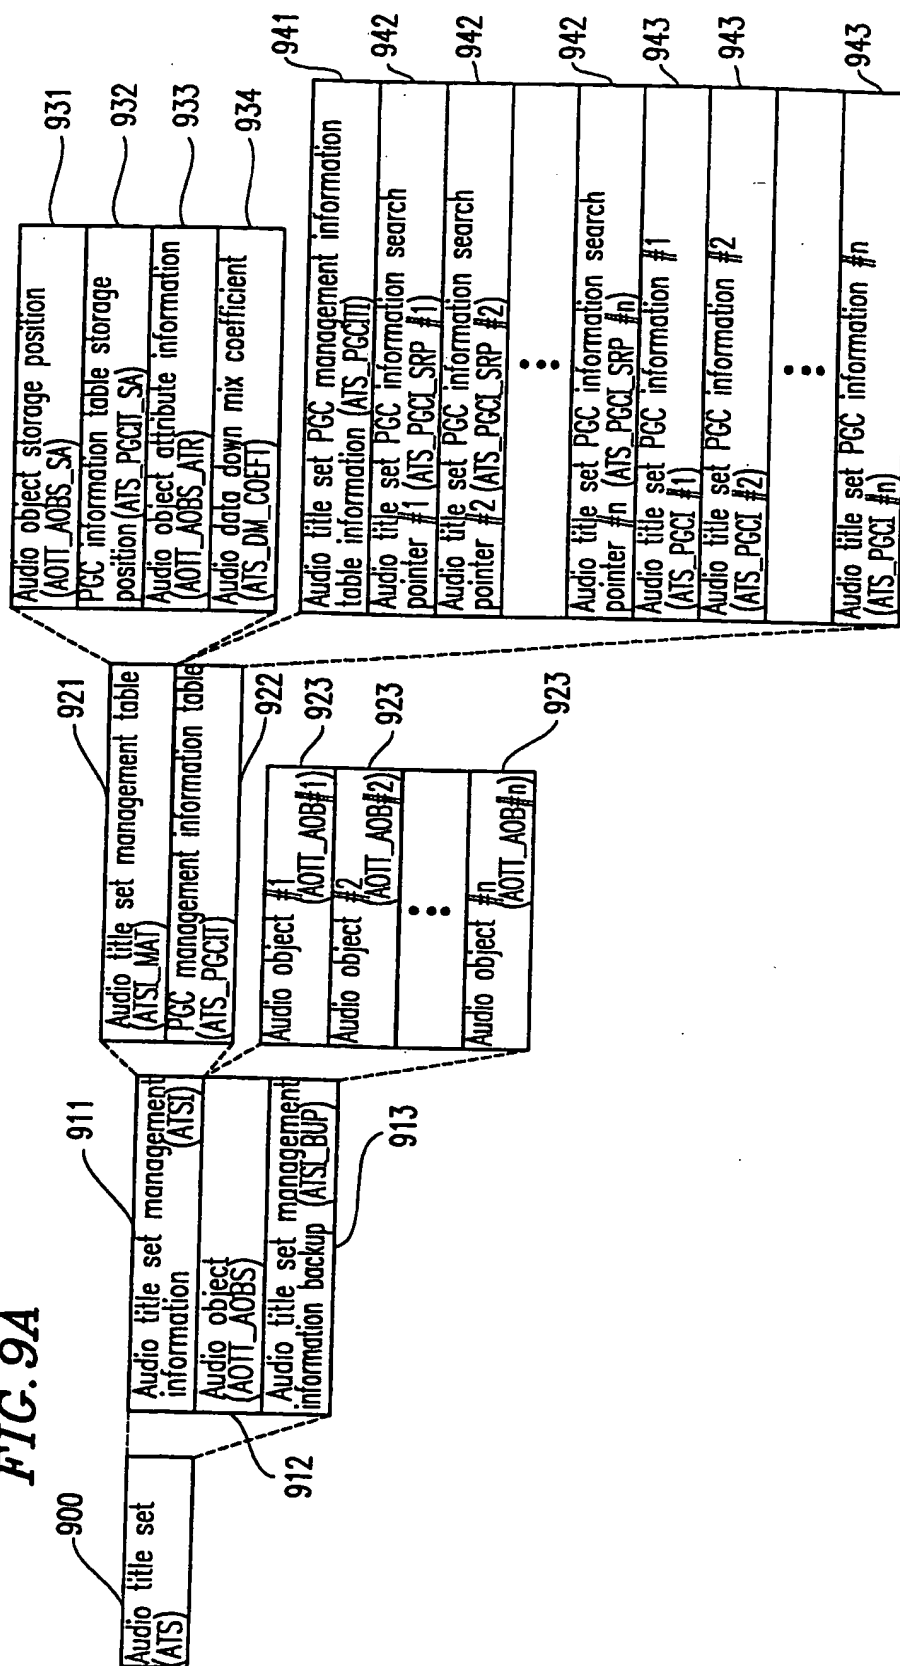 FIG. 9A
900
Audio title set
(ATS)
911
Audio title set management
information (ATSI)
Audio object
(AOTT_AOBS)
Audio title set management
information backup (ATSI_BUP)
912
913
921
Audio title set management table
(ATSI_MAT)
PGC management information table
(ATS_PGCIT)
922
Audio object #1
(AOTT_AOB#1)
923
Audio object #2
(AOTT_AOB#2)
923
•••
Audio object #n
(AOTT_AOB#n)
923
Audio object storage position
(AOTT_AOBS_SA)
931
PGC information table storage
position (ATS_PGCIT_SA)
932
Audio object attribute information
(AOTT_AOBS_ATR)
933
Audio data down mix coefficient
(ATS_DM_COEFT)
934
Audio title set PGC management information
table information (ATS_PGCITI)
941
Audio title set PGC information search
pointer #1 (ATS_PGCI_SRP #1)
942
Audio title set PGC information search
pointer #2 (ATS_PGCI_SRP #2)
942
•••
Audio title set PGC information search
pointer #n (ATS_PGCI_SRP #n)
942
Audio title set PGC information #1
(ATS_PGCI #1)
943
Audio title set PGC information #2
(ATS_PGCI #2)
943
•••
Audio title set PGC information #n
(ATS_PGCI #n)
943